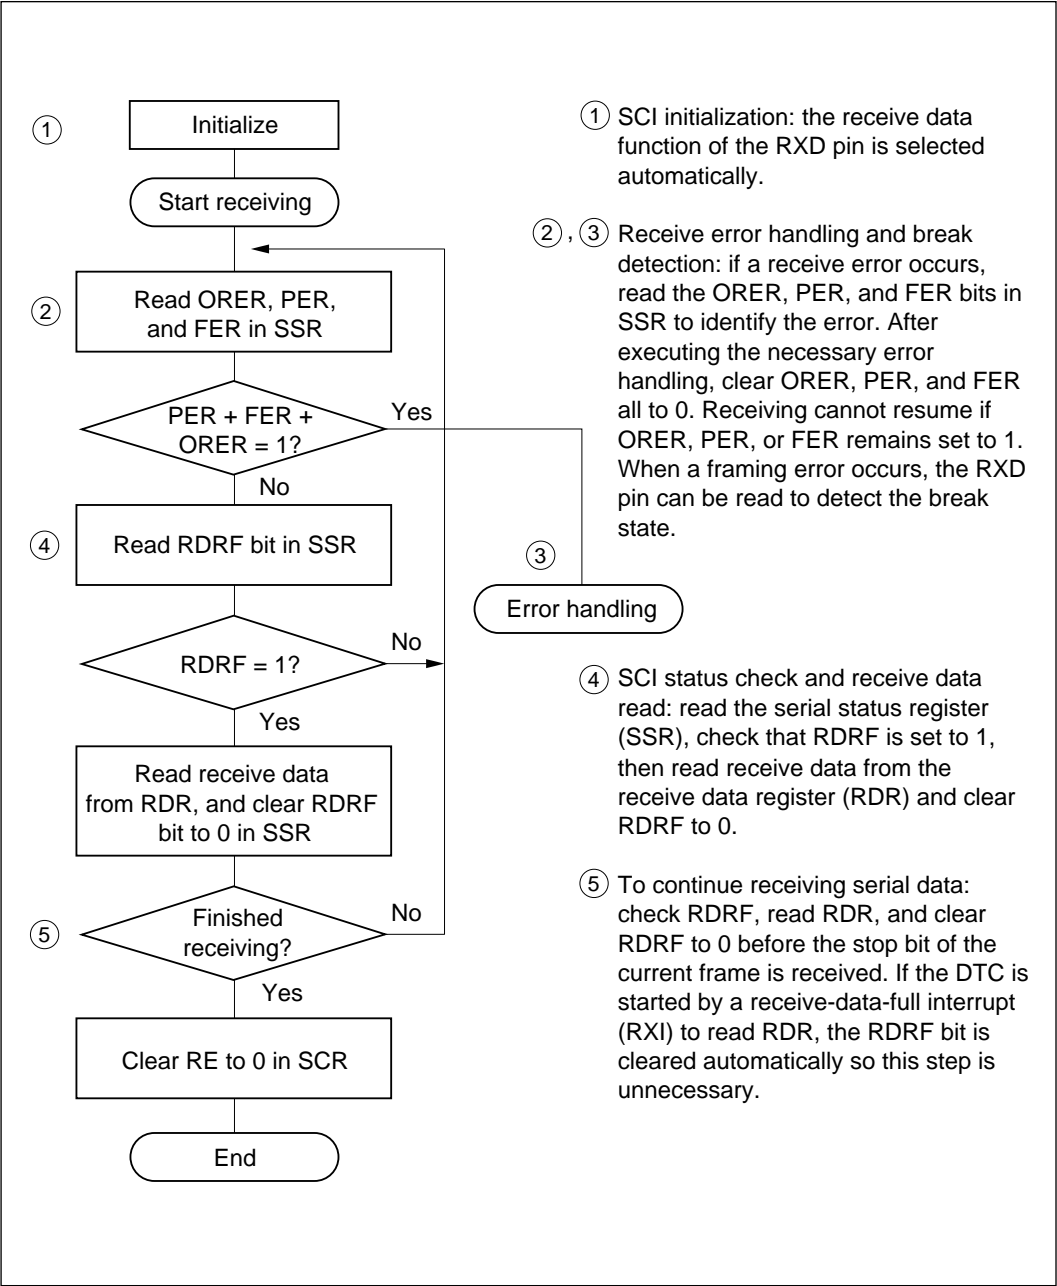 ①
Initialize
Start receiving
②
Read ORER, PER,
and FER in SSR
PER + FER +
ORER = 1?
Yes
No
④
Read RDRF bit in SSR
③
Error handling
RDRF = 1?
No
Yes
Read receive data
from RDR, and clear RDRF
bit to 0 in SSR
⑤
Finished
receiving?
No
Yes
Clear RE to 0 in SCR
End
① SCI initialization: the receive data
function of the RXD pin is selected
automatically.
②, ③ Receive error handling and break
detection: if a receive error occurs,
read the ORER, PER, and FER bits in
SSR to identify the error. After
executing the necessary error
handling, clear ORER, PER, and FER
all to 0. Receiving cannot resume if
ORER, PER, or FER remains set to 1.
When a framing error occurs, the RXD
pin can be read to detect the break
state.
④ SCI status check and receive data
read: read the serial status register
(SSR), check that RDRF is set to 1,
then read receive data from the
receive data register (RDR) and clear
RDRF to 0.
⑤ To continue receiving serial data:
check RDRF, read RDR, and clear
RDRF to 0 before the stop bit of the
current frame is received. If the DTC is
started by a receive-data-full interrupt
(RXI) to read RDR, the RDRF bit is
cleared automatically so this step is
unnecessary.